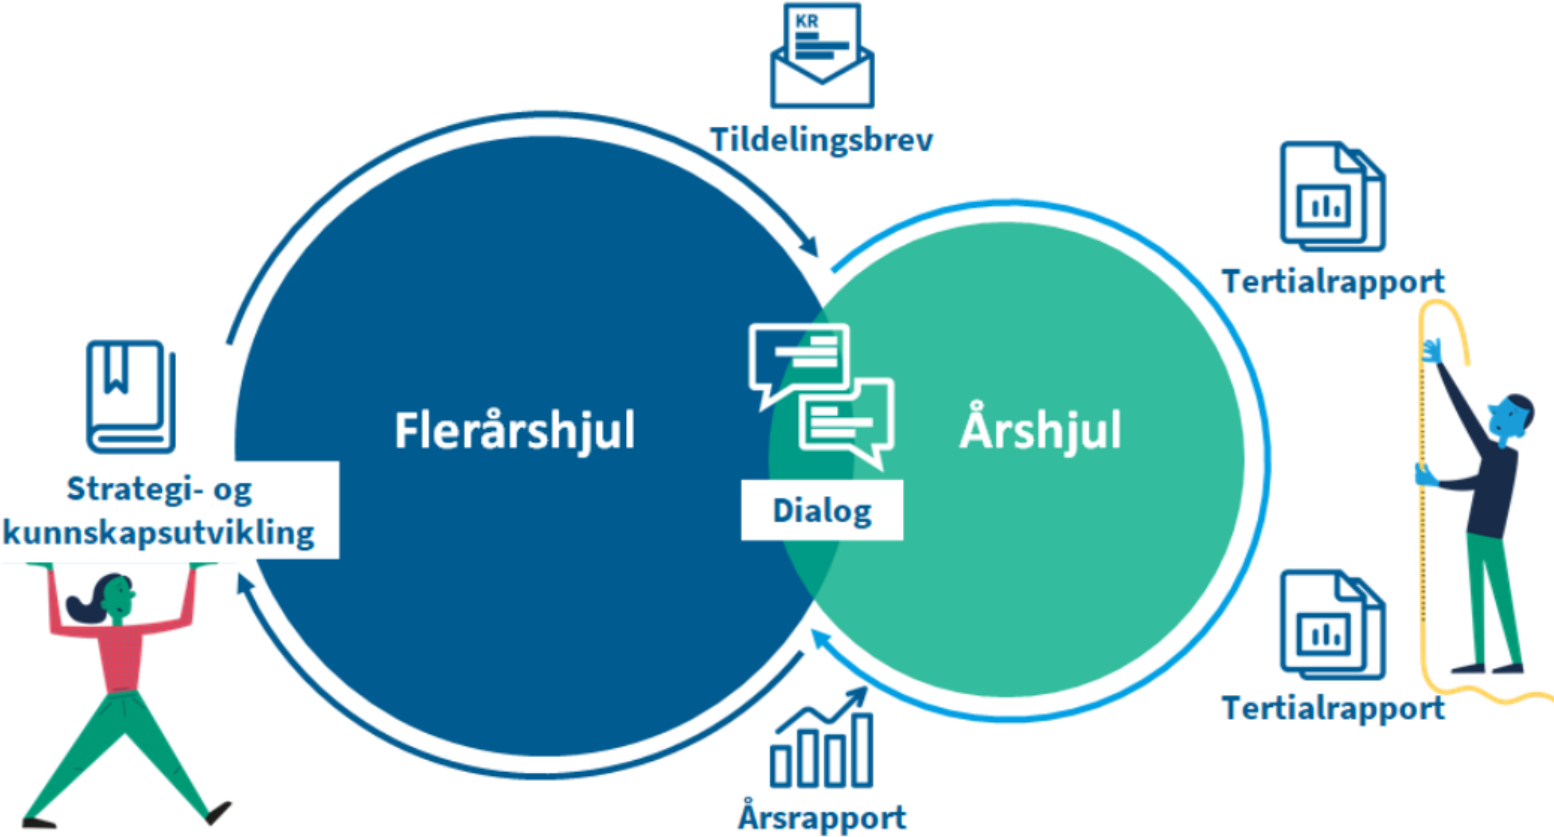 KR
Tildelingsbrev
Tertialrapport
Flerårshjul
Årshjul
Strategi- og
kunnskapsutvikling
Dialog
Tertialrapport
Årsrapport